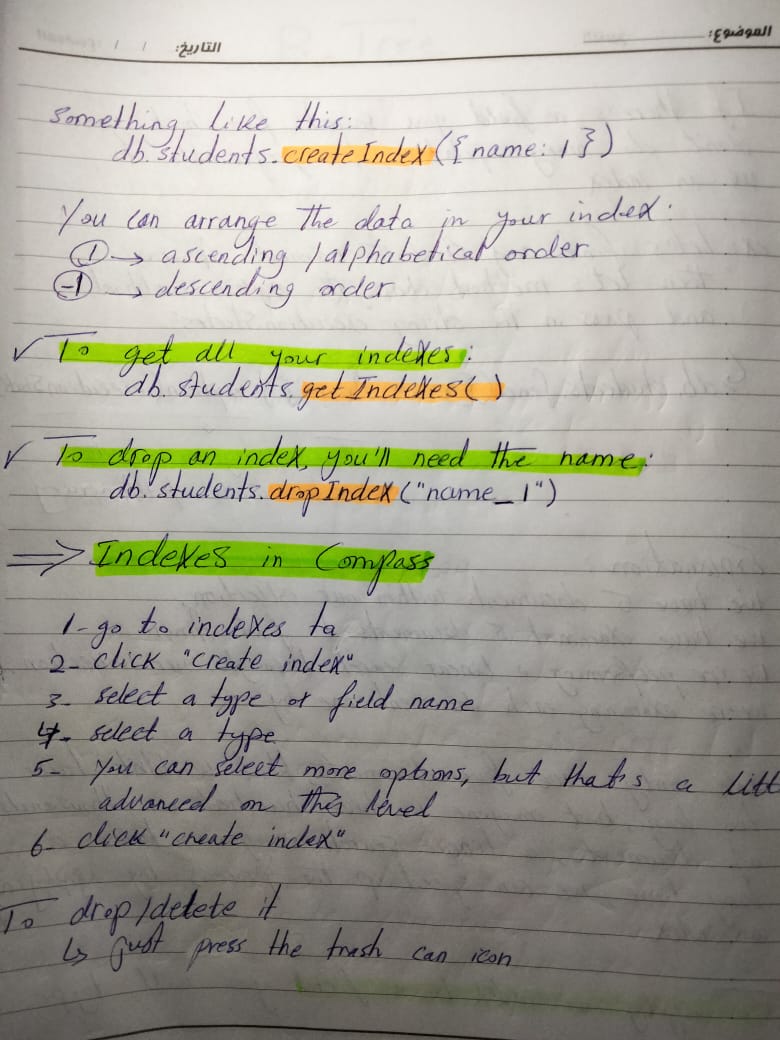 الموضوع:
التاريخ: / /
Something like this:
db.students.createIndex({name: 1})
You can arrange the data in your index:
1 → ascending / alphabetical order
-1 → descending order
✓ To get all your indexes:
db.students.getIndexes()
✓ To drop an index, you'll need the name:
db.students.dropIndex("name_1")
⇒ Indexes in Compass
1- go to indexes ta
2- click "create index"
3- select a type or field name
4- select a type
5- You can select more options, but that's a litt
advanced on this level
6- click "create index"
To drop/delete it
↳ just press the trash can icon